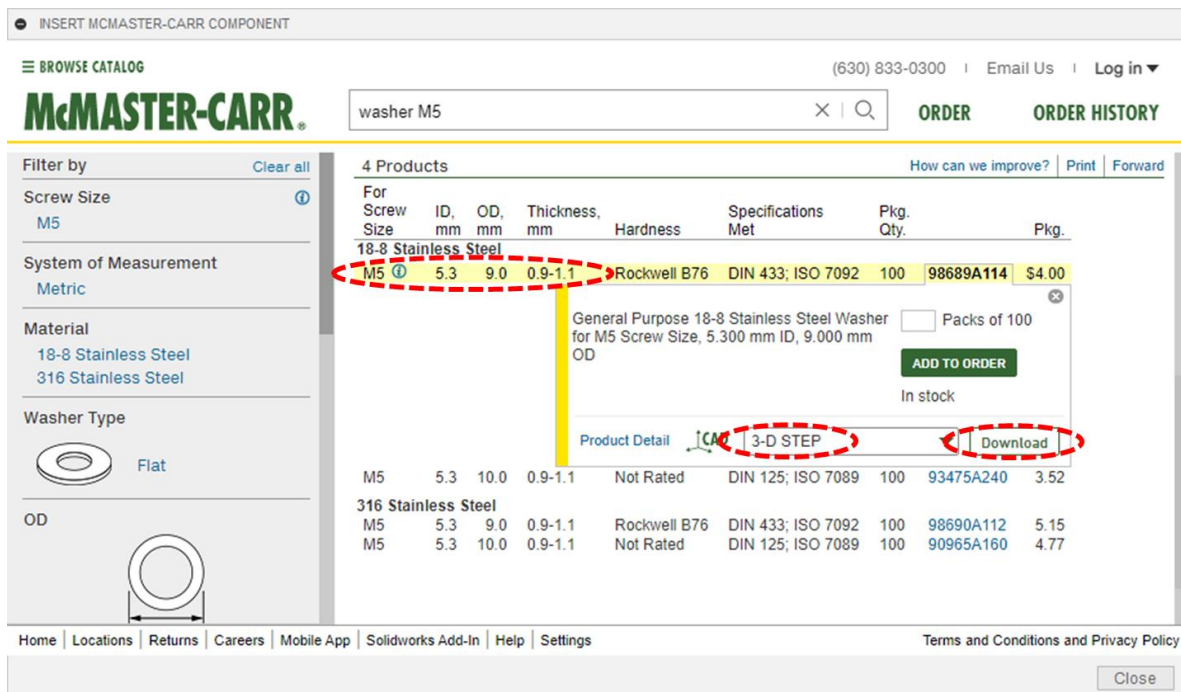 INSERT MCMASTER-CARR COMPONENT
BROWSE CATALOG
(630) 833-0300 | Email Us | Log in
McMASTER-CARR®
washer M5
ORDER
ORDER HISTORY
Filter by
Clear all
Screw Size
M5
System of Measurement
Metric
Material
18-8 Stainless Steel
316 Stainless Steel
Washer Type
Flat
OD
4 Products
How can we improve? | Print | Forward
For Screw Size
ID, mm
OD, mm
Thickness, mm
Hardness
Specifications Met
Pkg. Qty.
Pkg.
18-8 Stainless Steel
M5 5.3 9.0 0.9-1.1 Rockwell B76 DIN 433; ISO 7092 100 98689A114 $4.00
General Purpose 18-8 Stainless Steel Washer
for M5 Screw Size, 5.300 mm ID, 9.000 mm
OD
Packs of 100
ADD TO ORDER
In stock
Product Detail
CAD
3-D STEP
Download
M5 5.3 10.0 0.9-1.1 Not Rated DIN 125; ISO 7089 100 93475A240 3.52
316 Stainless Steel
M5 5.3 9.0 0.9-1.1 Rockwell B76 DIN 433; ISO 7092 100 98690A112 5.15
M5 5.3 10.0 0.9-1.1 Not Rated DIN 125; ISO 7089 100 90965A160 4.77
Home | Locations | Returns | Careers | Mobile App | Solidworks Add-In | Help | Settings
Terms and Conditions and Privacy Policy
Close